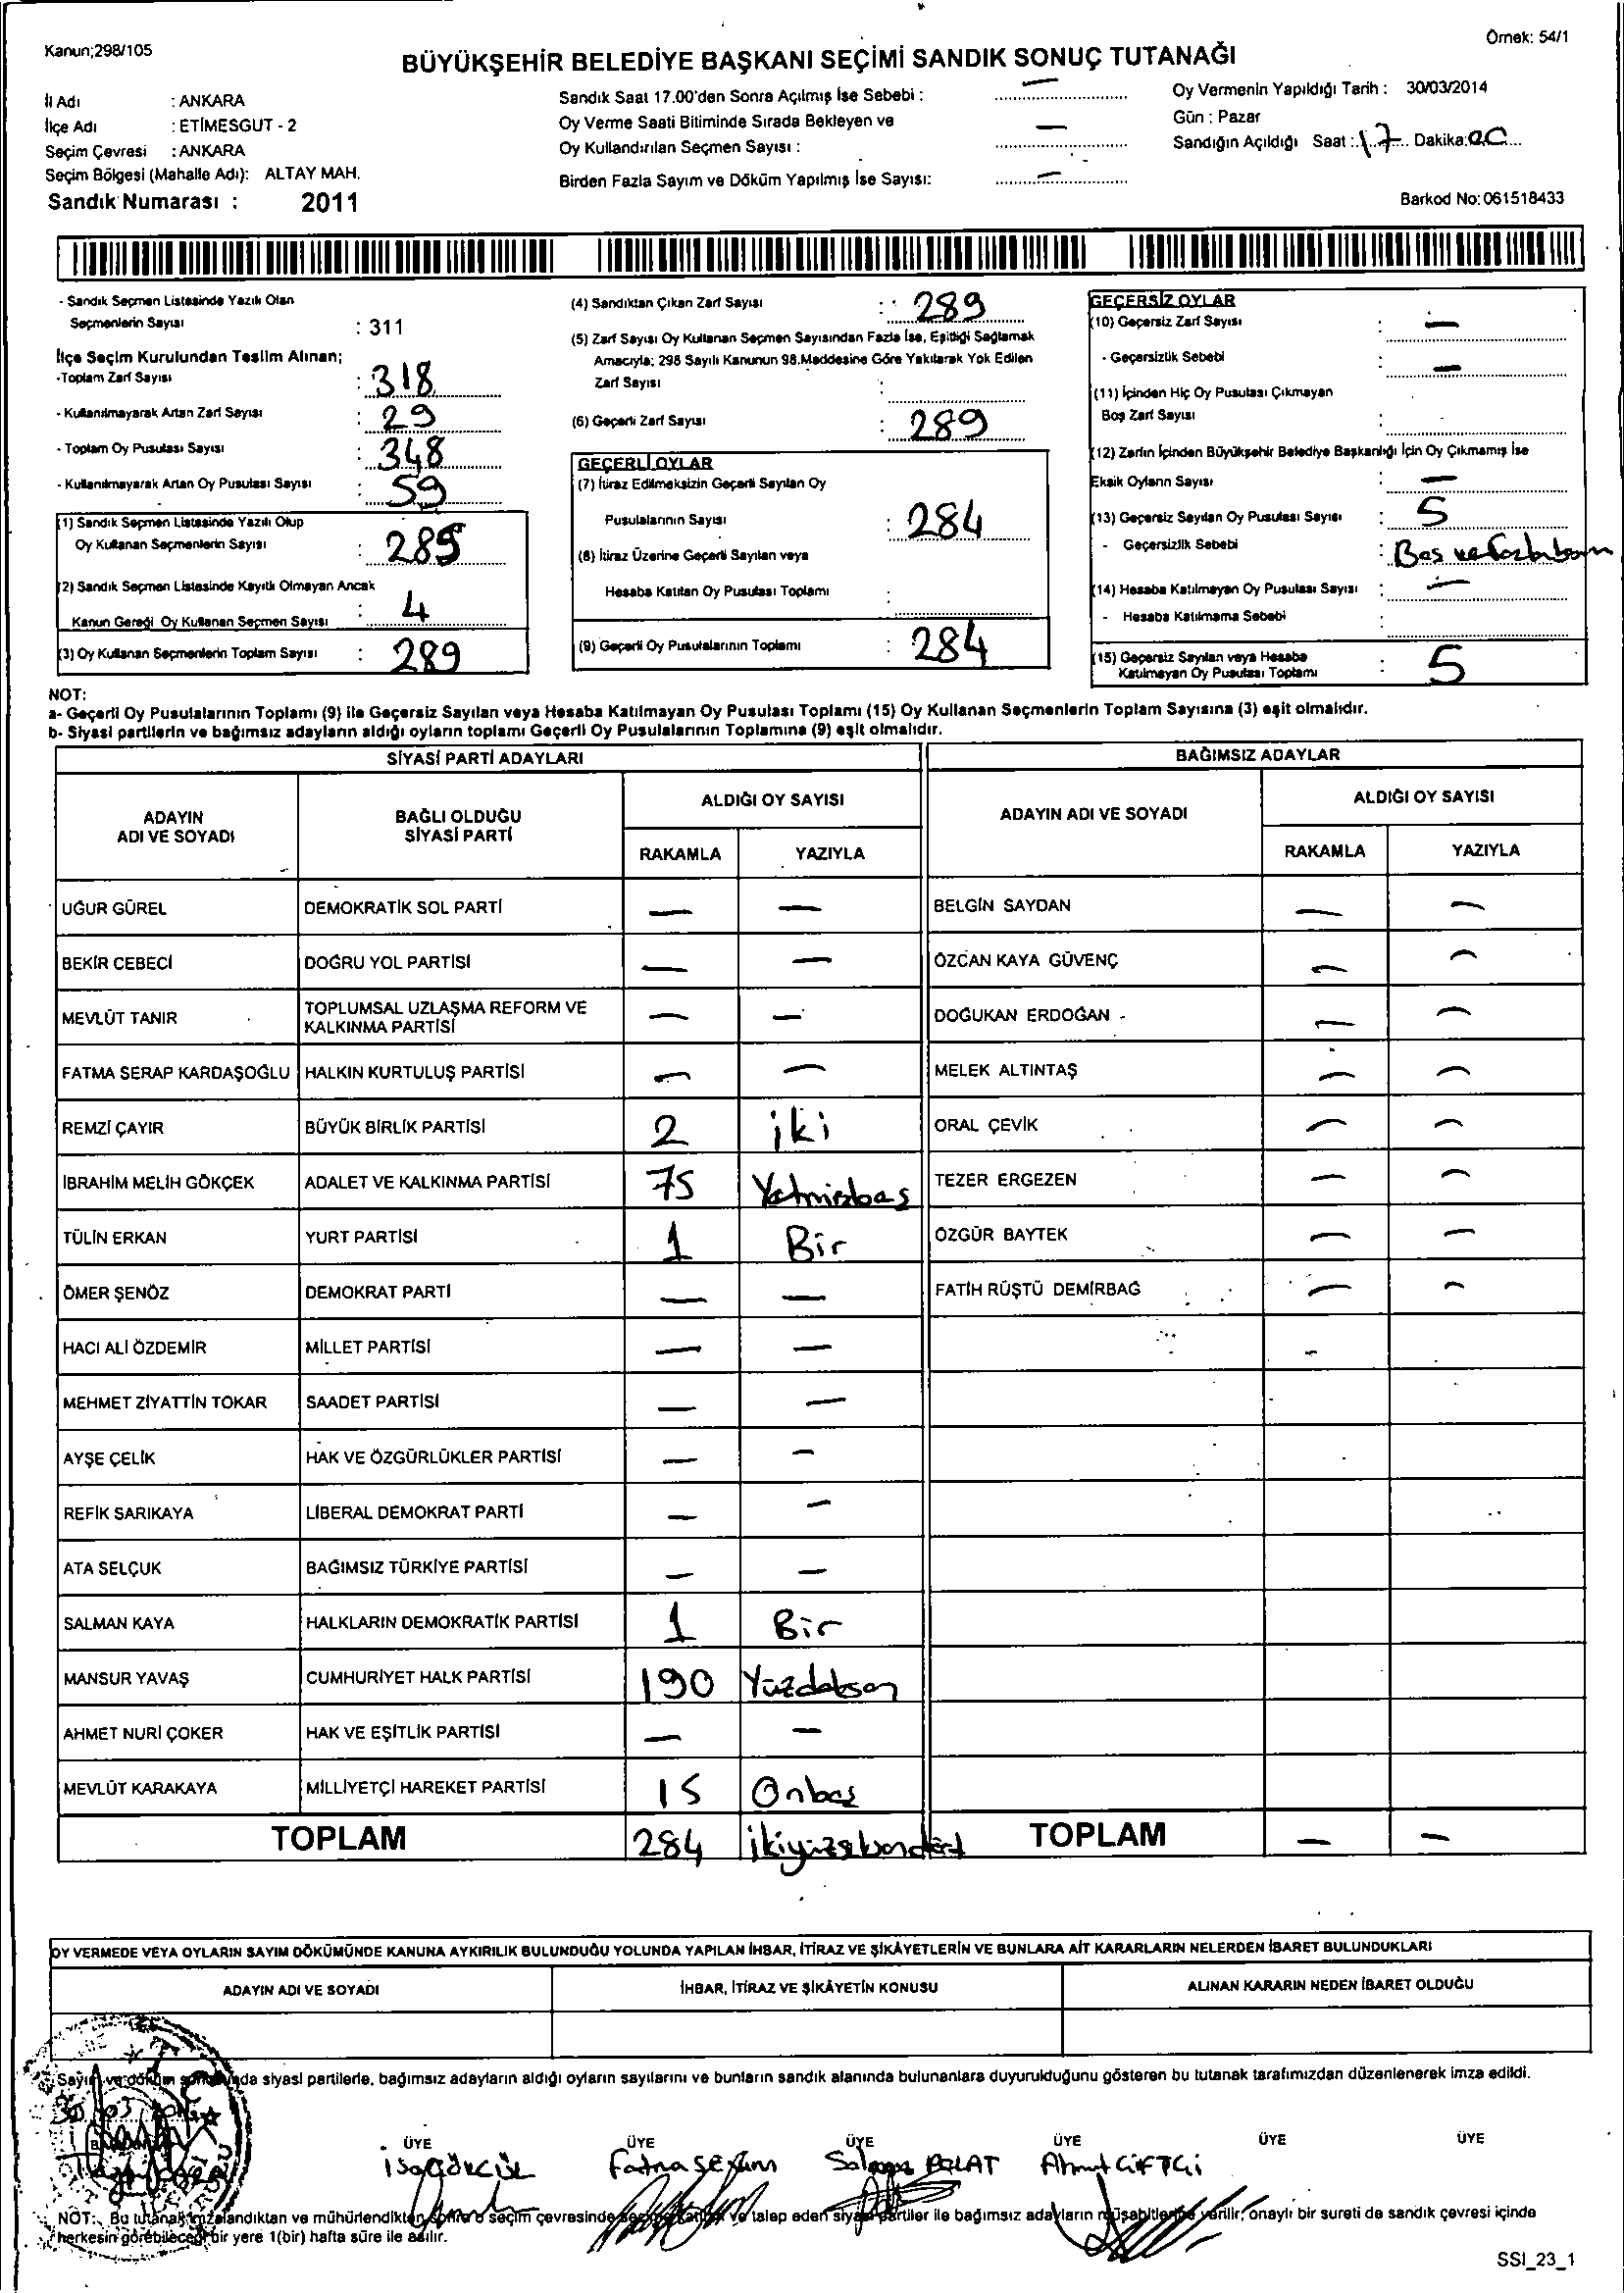 Kanun;298/105
Örnek: 54/1
BÜYÜKŞEHİR BELEDİYE BAŞKANI SEÇİMİ SANDIK SONUÇ TUTANAĞI
İl Adı : ANKARA
İlçe Adı : ETİMESGUT - 2
Seçim Çevresi : ANKARA
Seçim Bölgesi (Mahalle Adı): ALTAY MAH.
Sandık Numarası : 2011
Sandık Saat 17.00'den Sonra Açılmış İse Sebebi : —
Oy Verme Saati Bitiminde Sırada Bekleyen ve
Oy Kullandırılan Seçmen Sayısı : —
Birden Fazla Sayım ve Döküm Yapılmış İse Sayısı: —
Oy Vermenin Yapıldığı Tarih : 30/03/2014
Gün : Pazar
Sandığın Açıldığı Saat : 17 Dakika:
Barkod No: 061518433
- Sandık Seçmen Listesinde Yazılı Olan
Seçmenlerin Sayısı : 311
İlçe Seçim Kurulundan Teslim Alınan;
-Toplam Zarf Sayısı : 318
- Kullanılmayarak Artan Zarf Sayısı : 29
- Toplam Oy Pusulası Sayısı : 348
- Kullanılmayarak Artan Oy Pusulası Sayısı : 59
(1) Sandık Seçmen Listesinde Yazılı Olup
Oy Kullanan Seçmenlerin Sayısı :
(2) Sandık Seçmen Listesinde Kayıtlı Olmayan Ancak
Kanun Gereği Oy Kullanan Seçmen Sayısı : 4
(3) Oy Kullanan Seçmenlerin Toplam Sayısı : 289
(4) Sandıktan Çıkan Zarf Sayısı : 289
(5) Zarf Sayısı Oy Kullanan Seçmen Sayısından Fazla İse, Eşitliği Sağlamak
Amacıyla; 298 Sayılı Kanunun 98.Maddesine Göre Yakılarak Yok Edilen
Zarf Sayısı :
(6) Geçerli Zarf Sayısı : 289
GEÇERLİ OYLAR
(7) İtiraz Edilmeksizin Geçerli Sayılan Oy
Pusulalarının Sayısı : 284
(8) İtiraz Üzerine Geçerli Sayılan veya
Hesaba Katılan Oy Pusulası Toplamı :
(9) Geçerli Oy Pusulalarının Toplamı : 284
GEÇERSİZ OYLAR
(10) Geçersiz Zarf Sayısı : —
- Geçersizlik Sebebi : —
(11) İçinden Hiç Oy Pusulası Çıkmayan
Boş Zarf Sayısı :
(12) Zarfın İçinden Büyükşehir Belediye Başkanlığı İçin Oy Çıkmamış İse
Eksik Oyların Sayısı : —
(13) Geçersiz Sayılan Oy Pusulası Sayısı : 5
- Geçersizlik Sebebi : Boş ve
(14) Hesaba Katılmayan Oy Pusulası Sayısı : —
- Hesaba Katılmama Sebebi :
(15) Geçersiz Sayılan veya Hesaba
Katılmayan Oy Pusulası Toplamı : 5
NOT:
a- Geçerli Oy Pusulalarının Toplamı (9) ile Geçersiz Sayılan veya Hesaba Katılmayan Oy Pusulası Toplamı (15) Oy Kullanan Seçmenlerin Toplam Sayısına (3) eşit olmalıdır.
b- Siyasi partilerin ve bağımsız adayların aldığı oyların toplamı Geçerli Oy Pusulalarının Toplamına (9) eşit olmalıdır.
SİYASİ PARTİ ADAYLARI
ADAYIN ADI VE SOYADI
BAĞLI OLDUĞU SİYASİ PARTİ
ALDIĞI OY SAYISI
RAKAMLA YAZIYLA
UĞUR GÜREL DEMOKRATİK SOL PARTİ — —
BEKİR CEBECİ DOĞRU YOL PARTİSİ — —
MEVLÜT TANIR TOPLUMSAL UZLAŞMA REFORM VE KALKINMA PARTİSİ — —
FATMA SERAP KARDAŞOĞLU HALKIN KURTULUŞ PARTİSİ — —
REMZİ ÇAYIR BÜYÜK BİRLİK PARTİSİ 2 iki
İBRAHİM MELİH GÖKÇEK ADALET VE KALKINMA PARTİSİ 75 Yetmişbeş
TÜLİN ERKAN YURT PARTİSİ 1 Bir
ÖMER ŞENÖZ DEMOKRAT PARTİ — —
HACI ALİ ÖZDEMİR MİLLET PARTİSİ — —
MEHMET ZİYATTİN TOKAR SAADET PARTİSİ — —
AYŞE ÇELİK HAK VE ÖZGÜRLÜKLER PARTİSİ — —
REFİK SARIKAYA LİBERAL DEMOKRAT PARTİ — —
ATA SELÇUK BAĞIMSIZ TÜRKİYE PARTİSİ — —
SALMAN KAYA HALKLARIN DEMOKRATİK PARTİSİ 1 Bir
MANSUR YAVAŞ CUMHURİYET HALK PARTİSİ 190 Yüzdoksan
AHMET NURİ ÇOKER HAK VE EŞİTLİK PARTİSİ — —
MEVLÜT KARAKAYA MİLLİYETÇİ HAREKET PARTİSİ 15 Onbeş
TOPLAM 284 ikiyüzseksendört
BAĞIMSIZ ADAYLAR
ADAYIN ADI VE SOYADI
ALDIĞI OY SAYISI
RAKAMLA YAZIYLA
BELGİN SAYDAN — —
ÖZCAN KAYA GÜVENÇ — —
DOĞUKAN ERDOĞAN — —
MELEK ALTINTAŞ — —
ORAL ÇEVİK — —
TEZER ERGEZEN — —
ÖZGÜR BAYTEK — —
FATİH RÜŞTÜ DEMİRBAĞ — —
TOPLAM — —
OY VERMEDE VEYA OYLARIN SAYIM DÖKÜMÜNDE KANUNA AYKIRILIK BULUNDUĞU YOLUNDA YAPILAN İHBAR, İTİRAZ VE ŞİKÂYETLERİN VE BUNLARA AİT KARARLARIN NELERDEN İBARET BULUNDUKLARI
ADAYIN ADI VE SOYADI
İHBAR, İTİRAZ VE ŞİKÂYETİN KONUSU
ALINAN KARARIN NEDEN İBARET OLDUĞU
Sayım ve döküm sonucunda siyasi partilerle, bağımsız adayların aldığı oyların sayılarını ve bunların sandık alanında bulunanlara duyurulduğunu gösteren bu tutanak tarafımızdan düzenlenerek imza edildi.
ÜYE ÜYE ÜYE ÜYE ÜYE ÜYE
Fatma POLAT Ahmet ÇİFTÇİ
NOT: Bu tutanak imzalandıktan ve mühürlendikten sonra o seçim çevresinde seçime katılan ve talep eden siyasi partiler ile bağımsız adayların müşahitlerine verilir; onaylı bir sureti de sandık çevresi içinde
herkesin görebileceği bir yere 1(bir) hafta süre ile asılır.
SSI_23_1